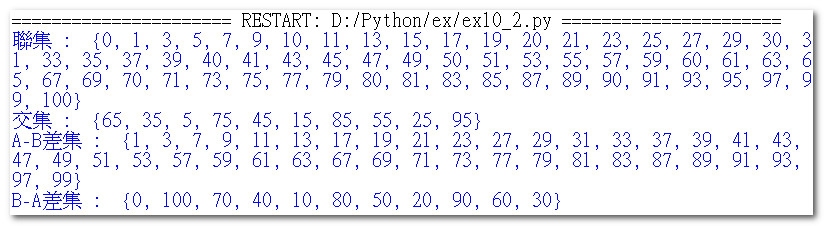 ====================== RESTART: D:/Python/ex/ex10_2.py ======================
聯集 :  {0, 1, 3, 5, 7, 9, 10, 11, 13, 15, 17, 19, 20, 21, 23, 25, 27, 29, 30, 3
1, 33, 35, 37, 39, 40, 41, 43, 45, 47, 49, 50, 51, 53, 55, 57, 59, 60, 61, 63, 6
5, 67, 69, 70, 71, 73, 75, 77, 79, 80, 81, 83, 85, 87, 89, 90, 91, 93, 95, 97, 9
9, 100}
交集 :  {65, 35, 5, 75, 45, 15, 85, 55, 25, 95}
A-B差集 :  {1, 3, 7, 9, 11, 13, 17, 19, 21, 23, 27, 29, 31, 33, 37, 39, 41, 43,
47, 49, 51, 53, 57, 59, 61, 63, 67, 69, 71, 73, 77, 79, 81, 83, 87, 89, 91, 93,
97, 99}
B-A差集 :  {0, 100, 70, 40, 10, 80, 50, 20, 90, 60, 30}